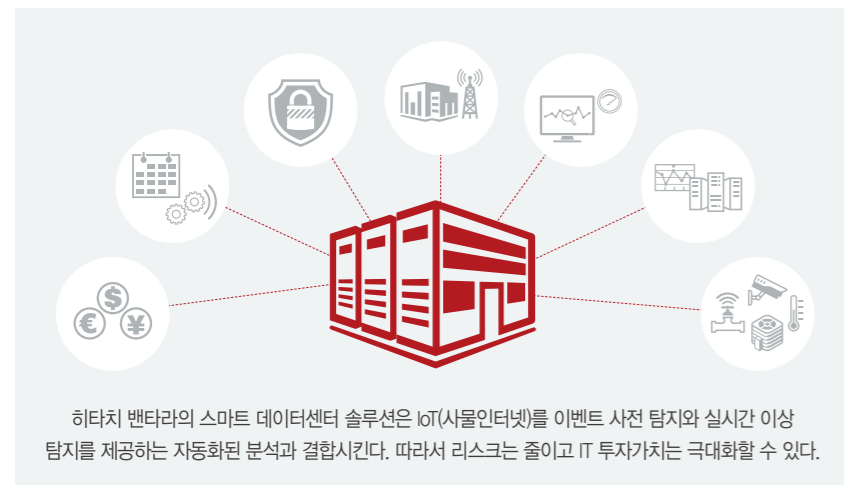 $
€ ¥
히타치 밴타라의 스마트 데이터센터 솔루션은 IoT(사물인터넷)를 이벤트 사전 탐지와 실시간 이상
탐지를 제공하는 자동화된 분석과 결합시킨다. 따라서 리스크는 줄이고 IT 투자가치는 극대화할 수 있다.